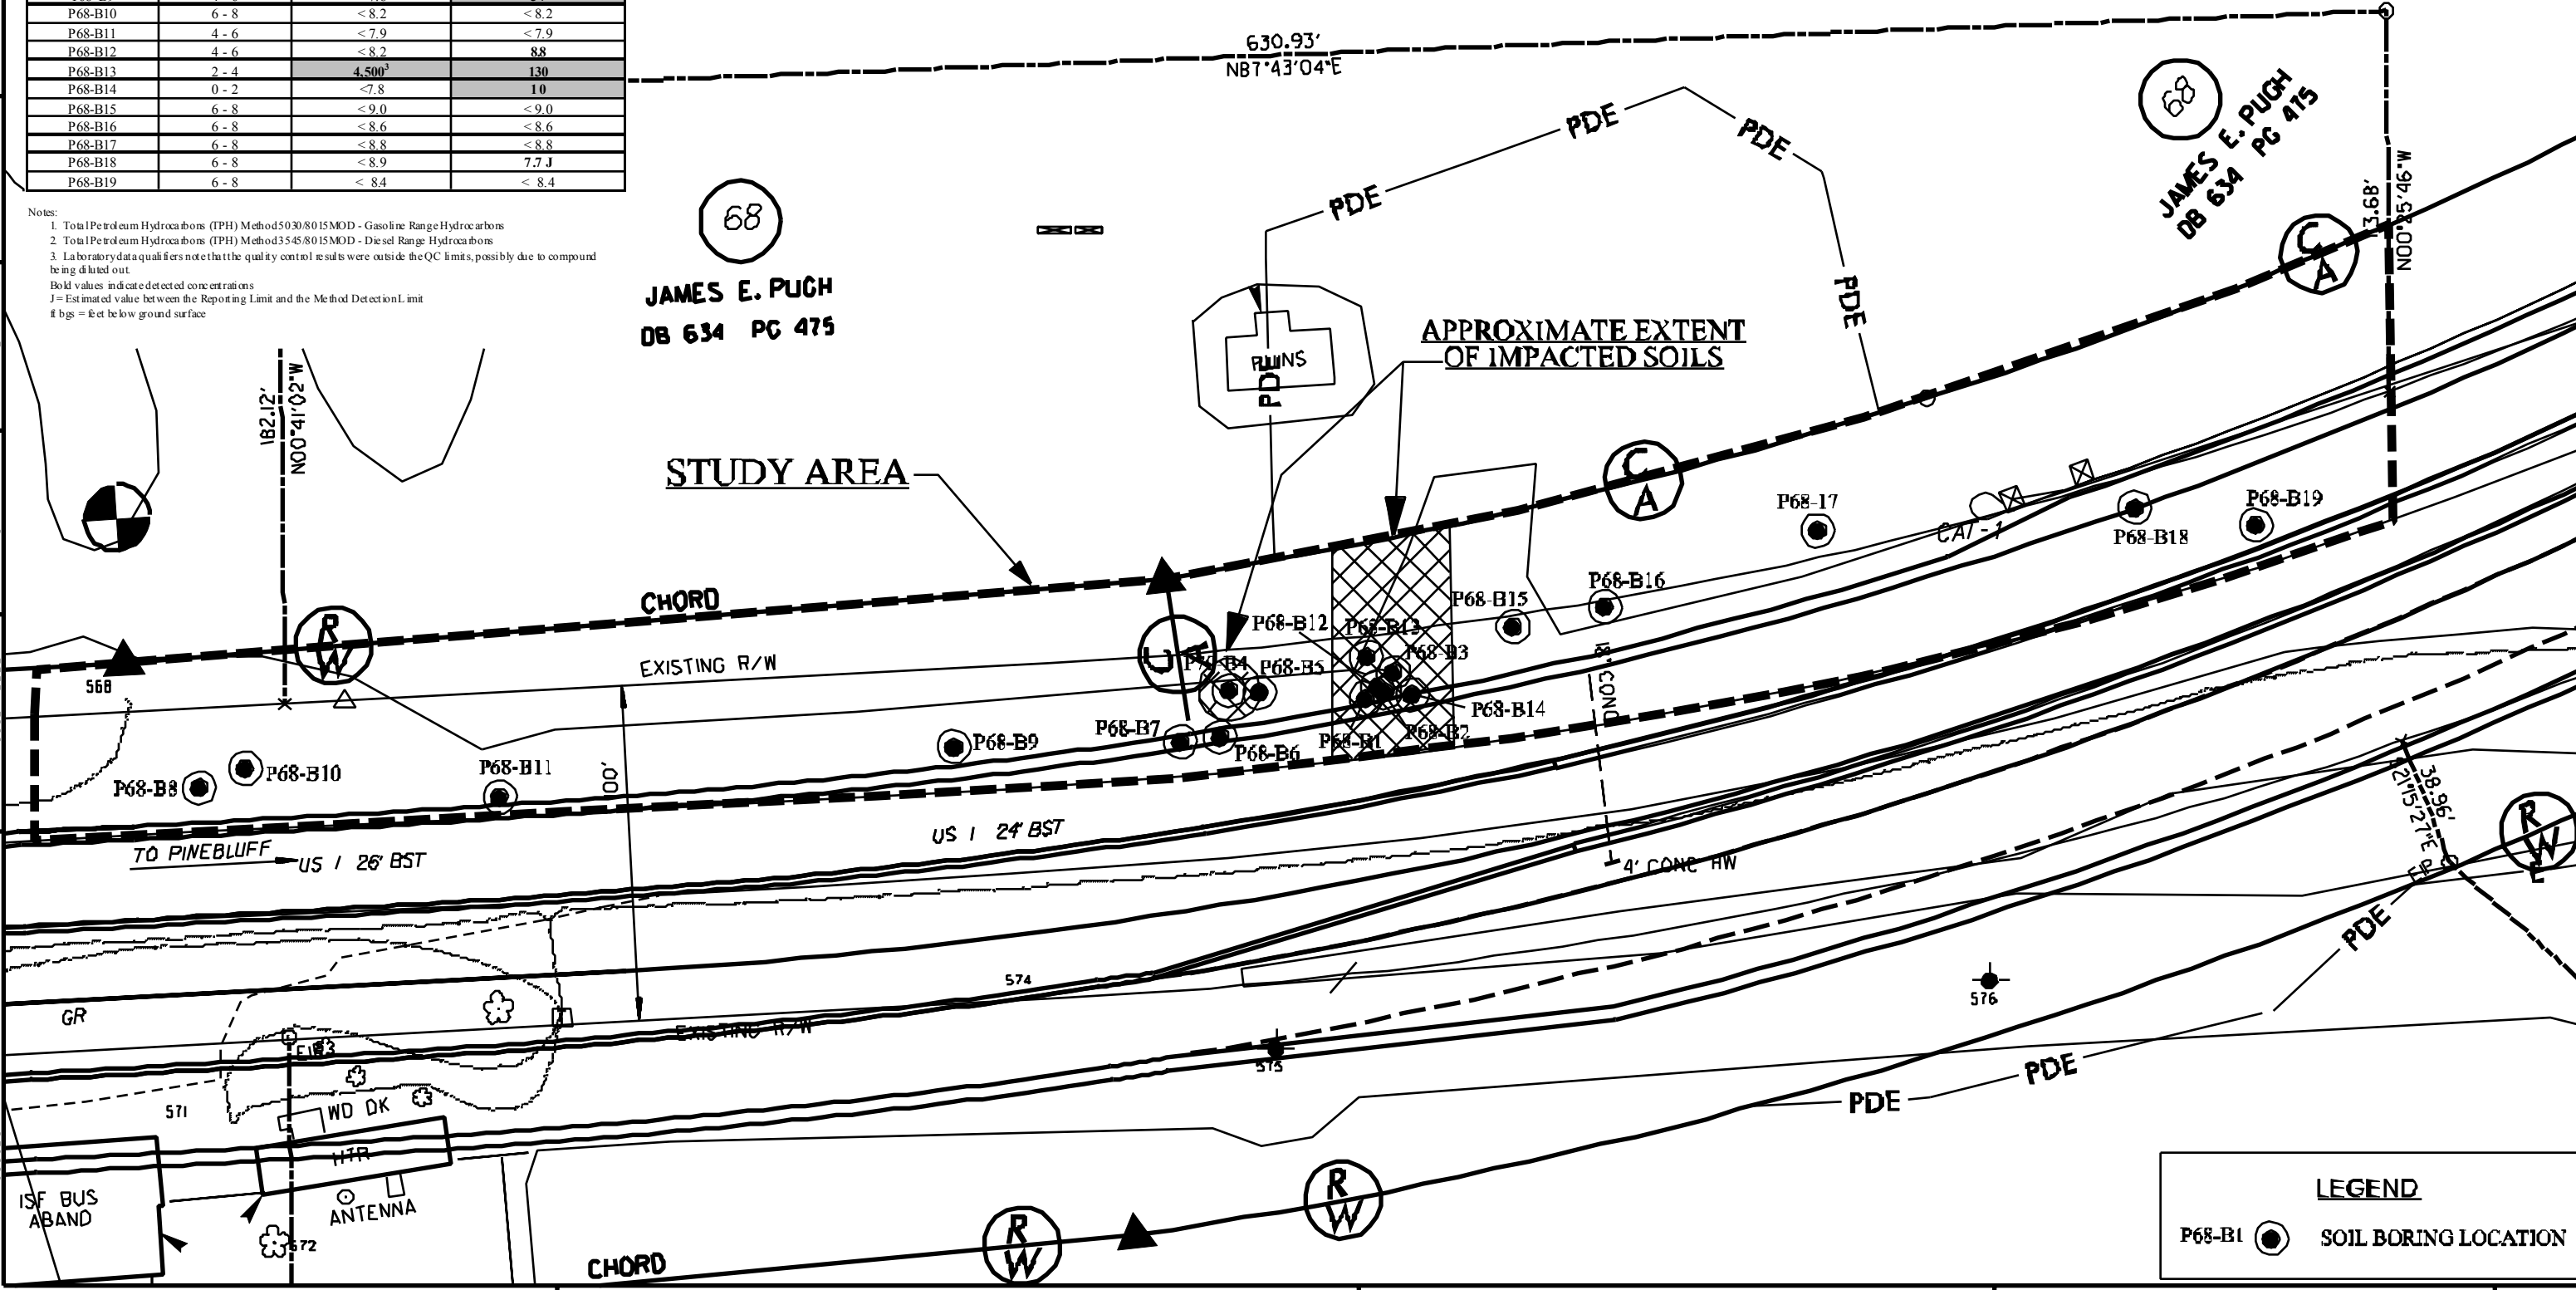 P68-B10 6 - 8 < 8.2 < 8.2
P68-B11 4 - 6 < 7.9 < 7.9
P68-B12 4 - 6 < 8.2 8.8
P68-B13 2 - 4 4,500³ 130
P68-B14 0 - 2 <7.8 10
P68-B15 6 - 8 < 9.0 < 9.0
P68-B16 6 - 8 < 8.6 < 8.6
P68-B17 6 - 8 < 8.8 < 8.8
P68-B18 6 - 8 < 8.9 7.7 J
P68-B19 6 - 8 < 8.4 < 8.4
Notes:
1. Total Petroleum Hydrocarbons (TPH) Method 5030/8015MOD - Gasoline Range Hydrocarbons
2. Total Petroleum Hydrocarbons (TPH) Method 3545/8015MOD - Diesel Range Hydrocarbons
3. Laboratory data qualifiers note that the quality control results were outside the QC limits, possibly due to compound
being diluted out.
Bold values indicate detected concentrations
J = Estimated value between the Reporting Limit and the Method Detection Limit
ft bgs = feet below ground surface
630.93'
N87°43'04"E
68
JAMES E. PUGH
DB 634 PG 475
68
JAMES E. PUGH
DB 634 PG 475
PDE
PDE
PDE
PDE
PDE
RUINS
N00°25'46"W
C
A
APPROXIMATE EXTENT
OF IMPACTED SOILS
182.12'
N00°41'02"W
STUDY AREA
C
A
P68-17
CAT-1
P68-B18
P68-B19
CHORD
R
W
EXISTING R/W
568
C
A
P68-B12
P68-B13
P68-B15
P68-B16
P68-B3
P68-B5
P68-B14
P68-B2
P68-B1
P68-B7
P68-B6
P68-B9
P68-B11
P68-B10
P68-B8
18" CONC
100'
TO PINEBLUFF
US 1 26' BST
US 1 24' BST
4' CONC HW
38.96'
R
W
E
PDE
PDE
PDE
574
575
576
GR
EXISTING R/W
571
WD DK
HTR
ANTENNA
572
1SF BUS
ABAND
CHORD
R
W
R
W
LEGEND
P68-B1 SOIL BORING LOCATION